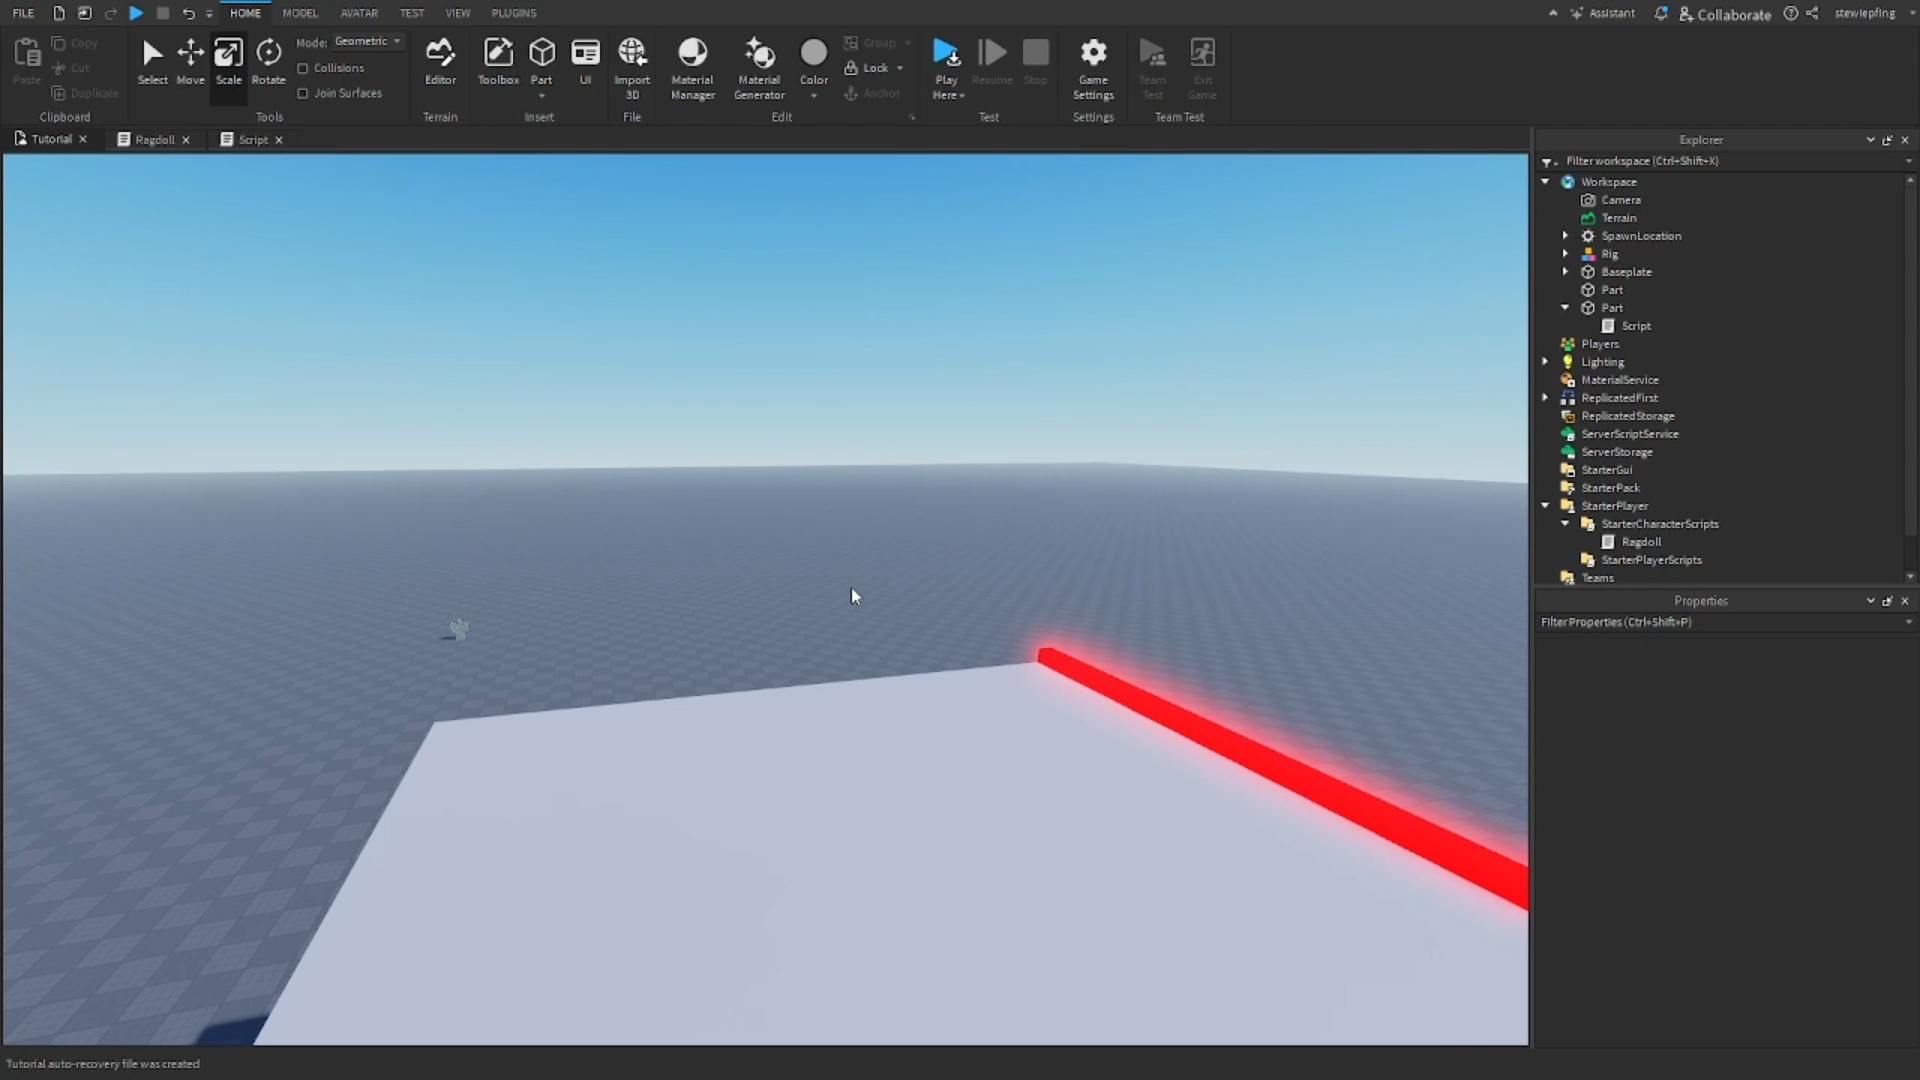 FILE HOME MODEL AVATAR TEST VIEW PLUGINS Assistant Collaborate stewiepfing
Paste Copy Cut Duplicate Clipboard
Select Move Scale Rotate Mode: Geometric Collisions Join Surfaces Tools
Editor Terrain
Toolbox Part UI Insert
Import 3D File
Material Manager Material Generator Color Group Lock Anchor Edit
Play Here Resume Stop Test
Game Settings Settings
Team Test Exit Game Team Test
Tutorial Ragdoll Script
Explorer
Filter workspace (Ctrl+Shift+X)
Workspace
Camera
Terrain
SpawnLocation
Rig
Baseplate
Part
Part
Script
Players
Lighting
MaterialService
ReplicatedFirst
ReplicatedStorage
ServerScriptService
ServerStorage
StarterGui
StarterPack
StarterPlayer
StarterCharacterScripts
Ragdoll
StarterPlayerScripts
Teams
Properties
Filter Properties (Ctrl+Shift+P)
Tutorial auto-recovery file was created